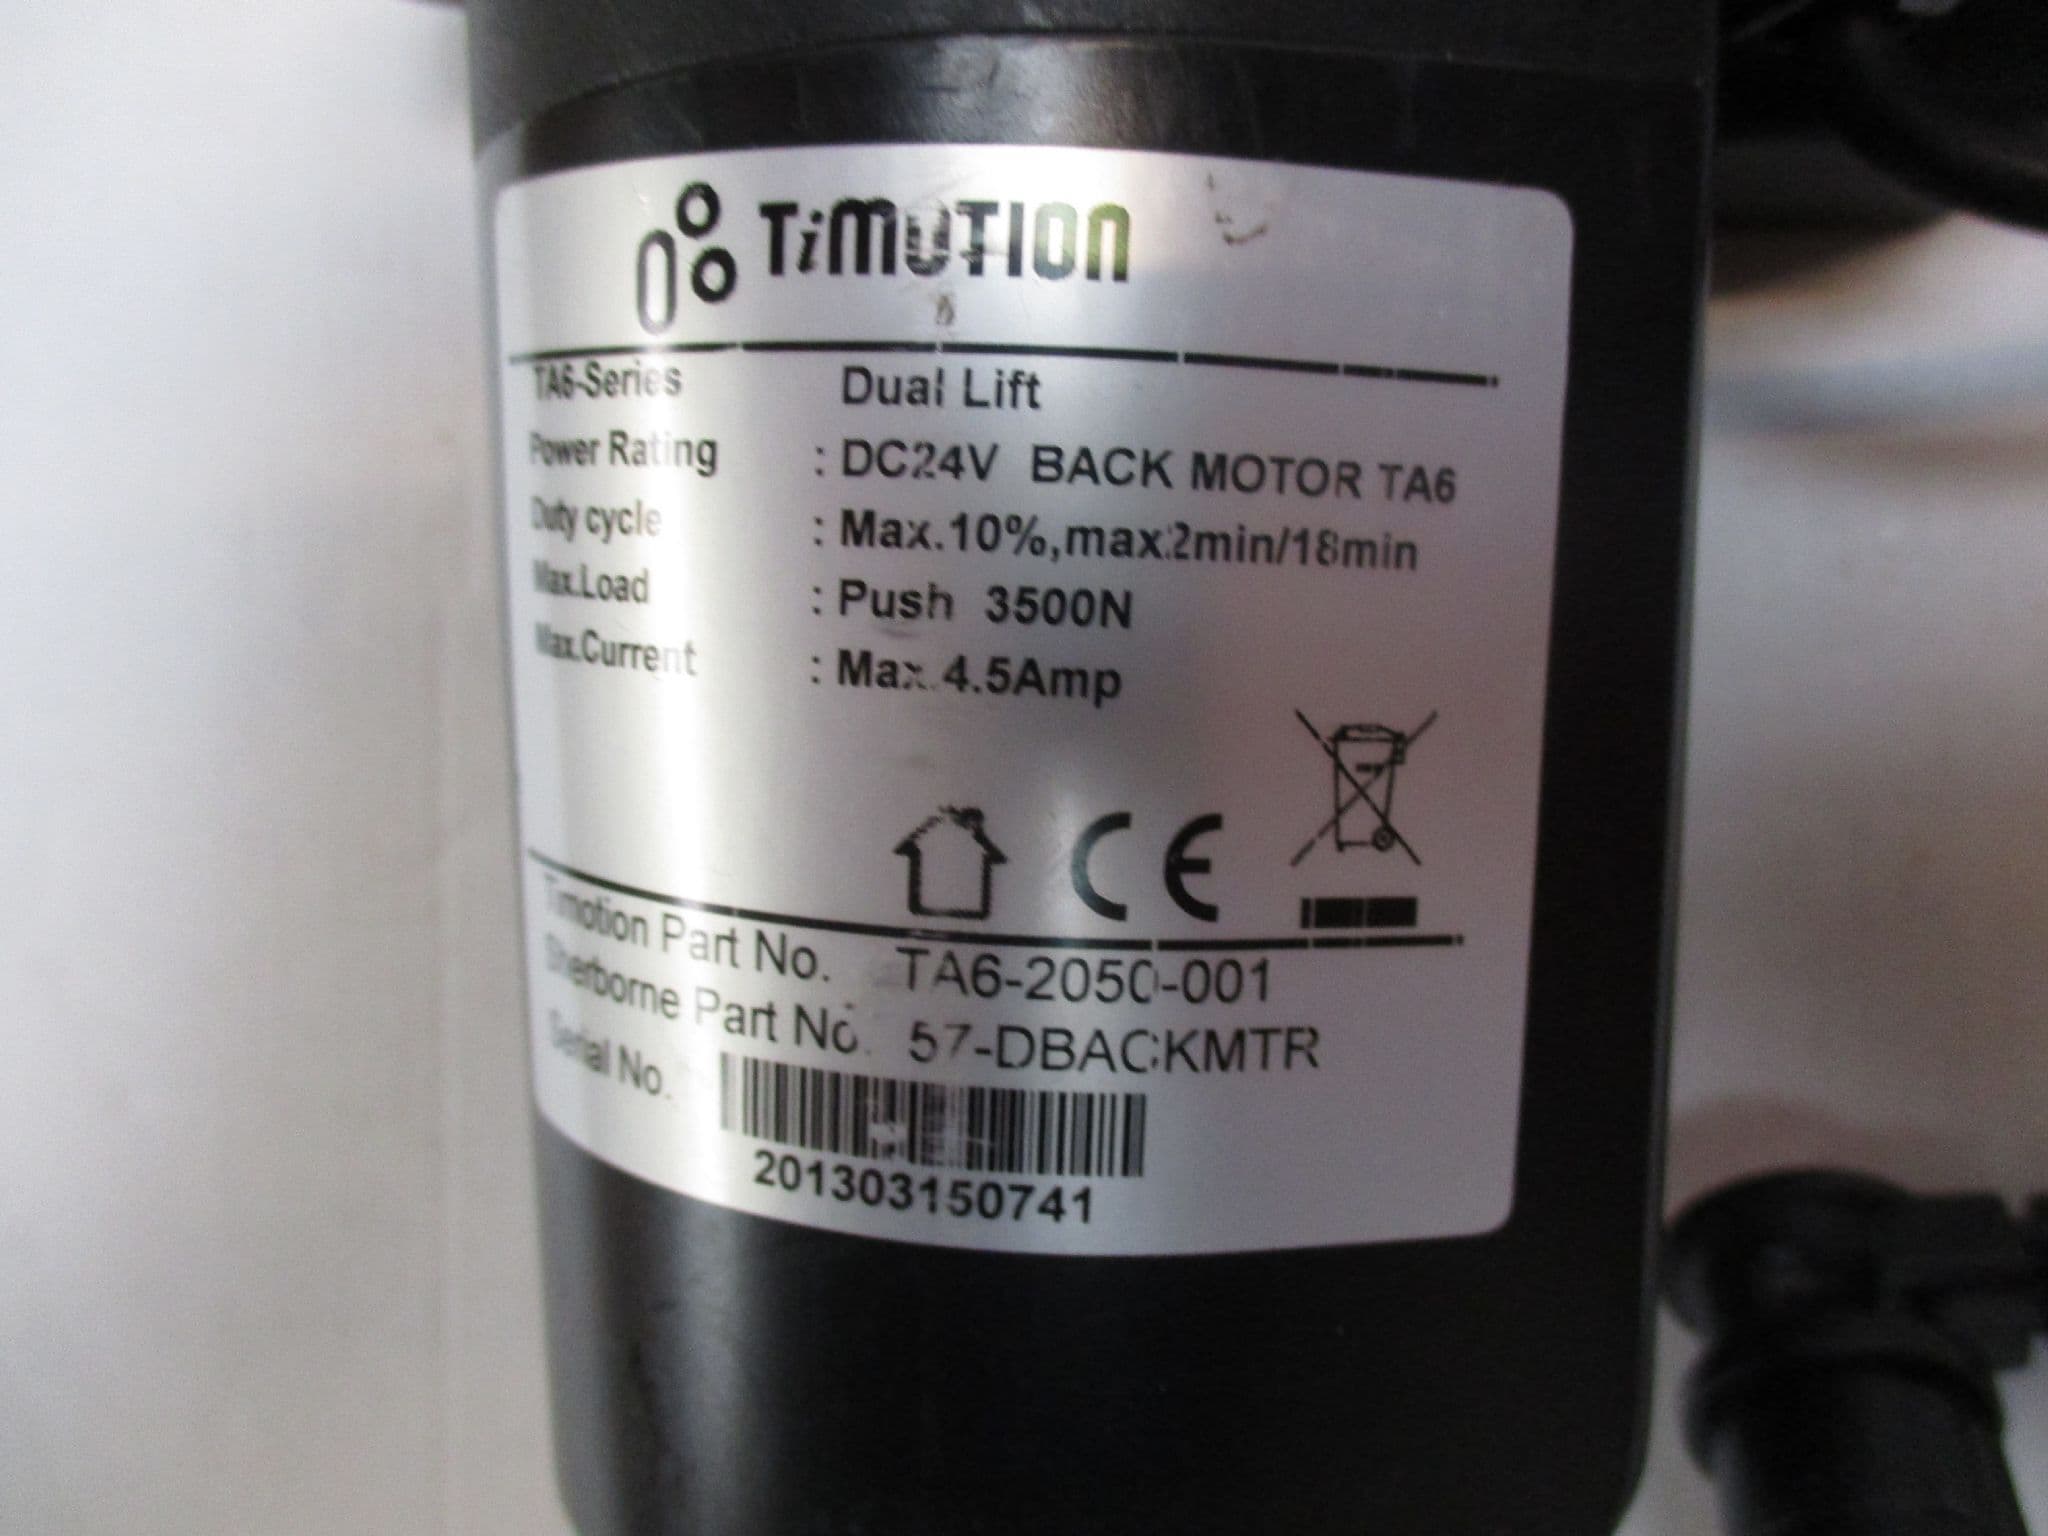 TiMOTION
TA6-Series Dual Lift
Power Rating : DC24V BACK MOTOR TA6
Duty cycle : Max.10%,max.2min/18min
Max.Load : Push 3500N
Max.Current : Max.4.5Amp
CE
Timotion Part No. TA6-2050-001
Sherborne Part No. 57-DBACKMTR
Serial No.
201303150741